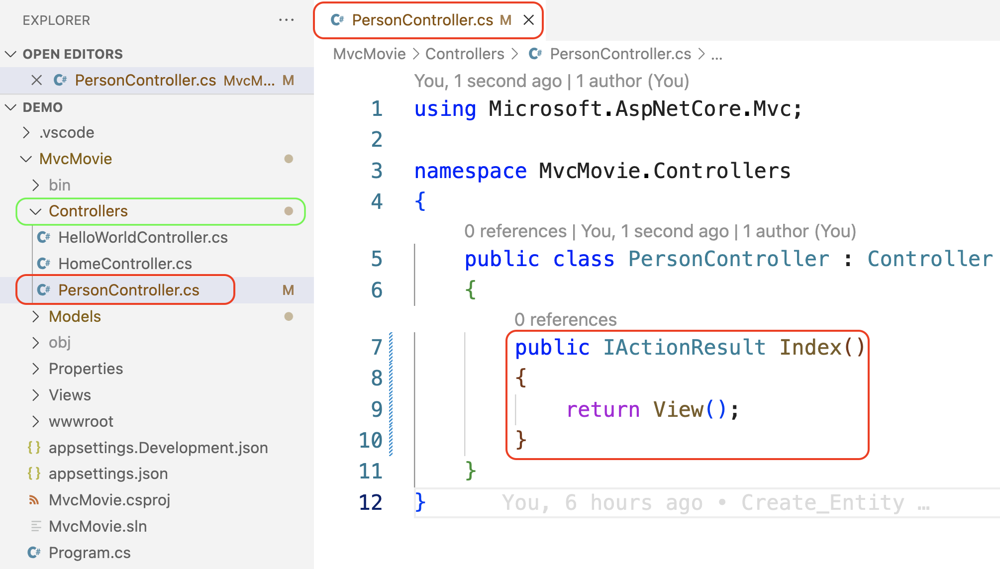 EXPLORER ...
OPEN EDITORS
PersonController.cs MvcM... M
DEMO
.vscode
MvcMovie
bin
Controllers
HelloWorldController.cs
HomeController.cs
PersonController.cs M
Models
obj
Properties
Views
wwwroot
{} appsettings.Development.json
{} appsettings.json
MvcMovie.csproj
MvcMovie.sln
C# Program.cs
C# PersonController.cs M
MvcMovie > Controllers > C# PersonController.cs > ...
You, 1 second ago | 1 author (You)
1 using Microsoft.AspNetCore.Mvc;
2
3 namespace MvcMovie.Controllers
4 {
0 references | You, 1 second ago | 1 author (You)
5 public class PersonController : Controller
6 {
0 references
7 public IActionResult Index()
8 {
9 return View();
10 }
11 }
12 } You, 6 hours ago • Create_Entity …